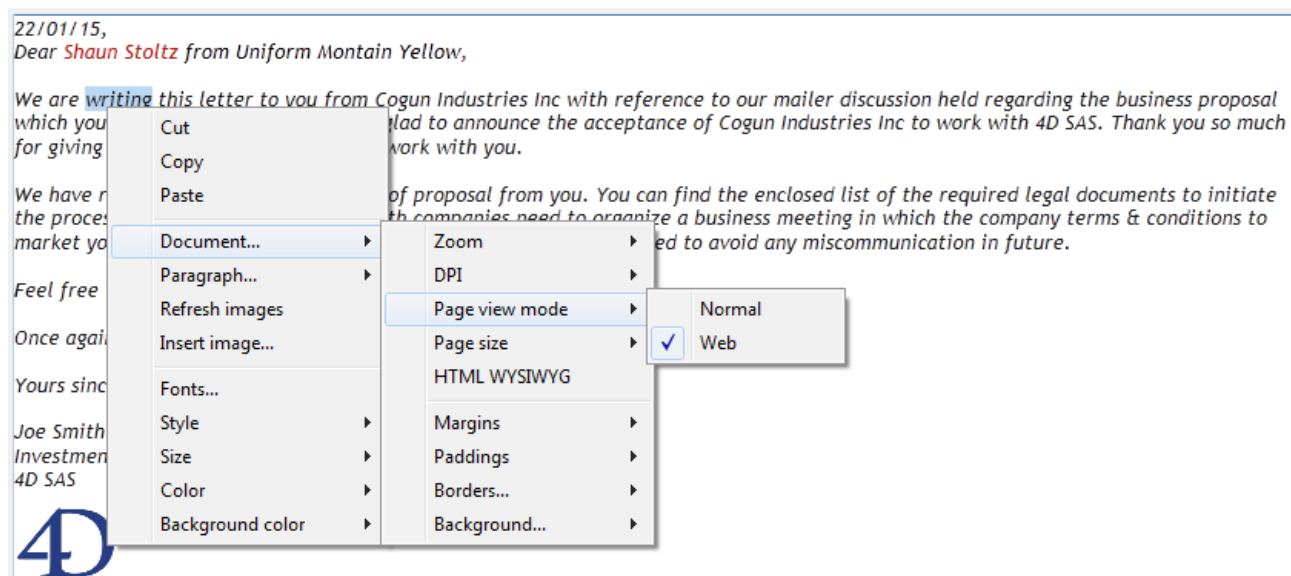 22/01/15,
Dear Shaun Stoltz from Uniform Montain Yellow,
We are writing this letter to you from Cogun Industries Inc with reference to our mailer discussion held regarding the business proposal
which you glad to announce the acceptance of Cogun Industries Inc to work with 4D SAS. Thank you so much
for giving work with you.
We have of proposal from you. You can find the enclosed list of the required legal documents to initiate
the companies need to organize a business meeting in which the company terms & conditions to
market to avoid any miscommunication in future.
Feel free
Once
Yours
Joe Smith
4D SAS
4D
Cut
Copy
Paste
Document...
Paragraph...
Refresh images
Insert image...
Fonts...
Style
Size
Color
Background color
Zoom
DPI
Page view mode
Page size
HTML WYSIWYG
Margins
Paddings
Borders...
Background...
Normal
Web